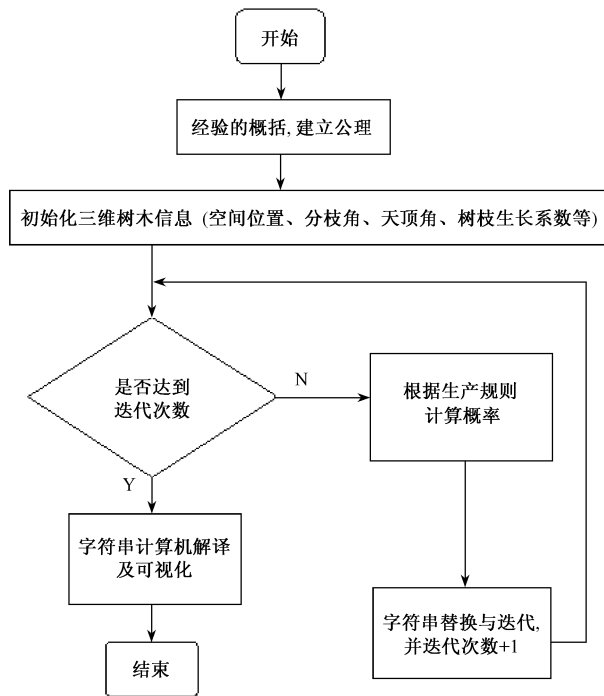 开始
经验的概括, 建立公理
初始化三维树木信息 (空间位置、分枝角、天顶角、树枝生长系数等)
是否达到
迭代次数
N
根据生产规则
计算概率
Y
字符串计算机解译
及可视化
字符串替换与迭代,
并迭代次数+1
结束